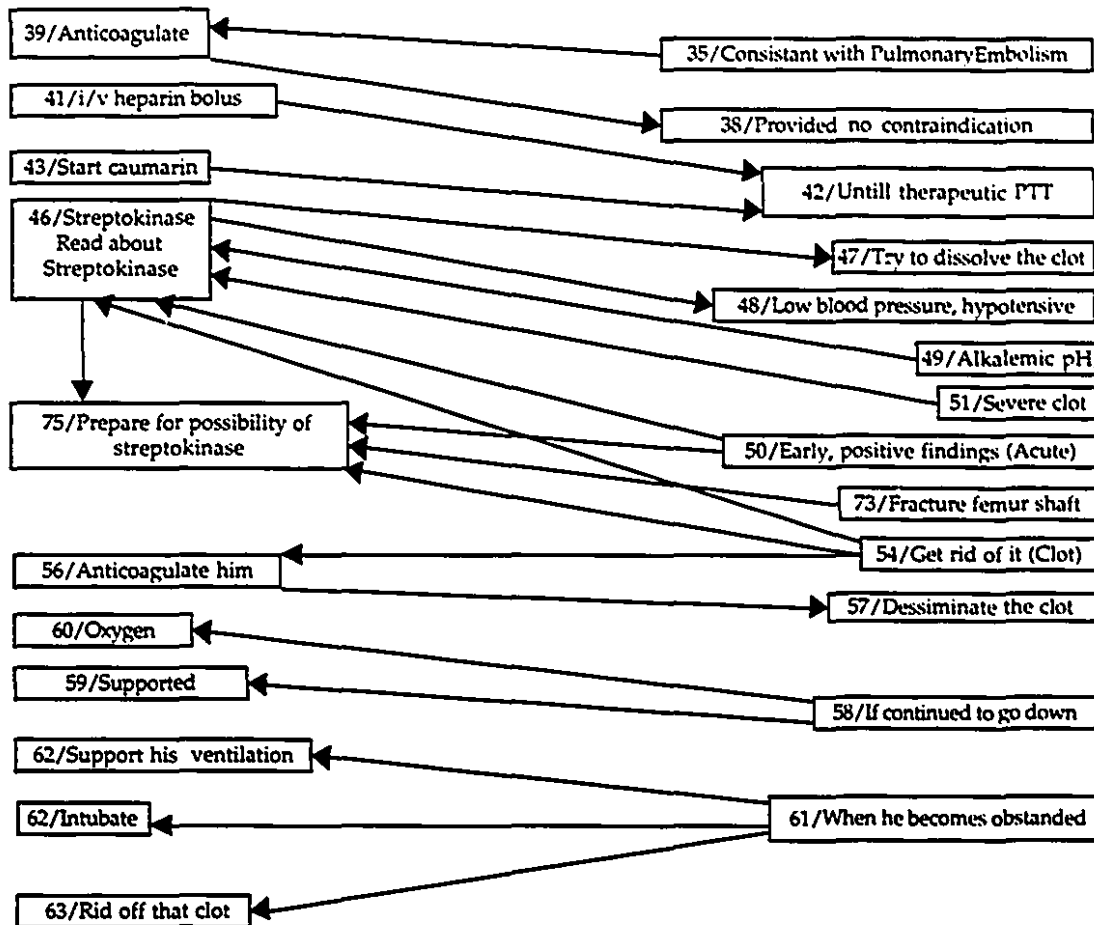 39/Anticoagulate
35/Consistant with PulmonaryEmbolism
41/i/v heparin bolus
38/Provided no contraindication
43/Start caumarin
42/Untill therapeutic PTT
46/Streptokinase
Read about
Streptokinase
47/Try to dissolve the clot
48/Low blood pressure, hypotensive
49/Alkalemic pH
51/Severe clot
75/Prepare for possibility of
streptokinase
50/Early, positive findings (Acute)
73/Fracture femur shaft
54/Get rid of it (Clot)
56/Anticoagulate him
57/Dessiminate the clot
60/Oxygen
59/Supported
58/If continued to go down
62/Support his ventilation
62/Intubate
61/When he becomes obstanded
63/Rid off that clot